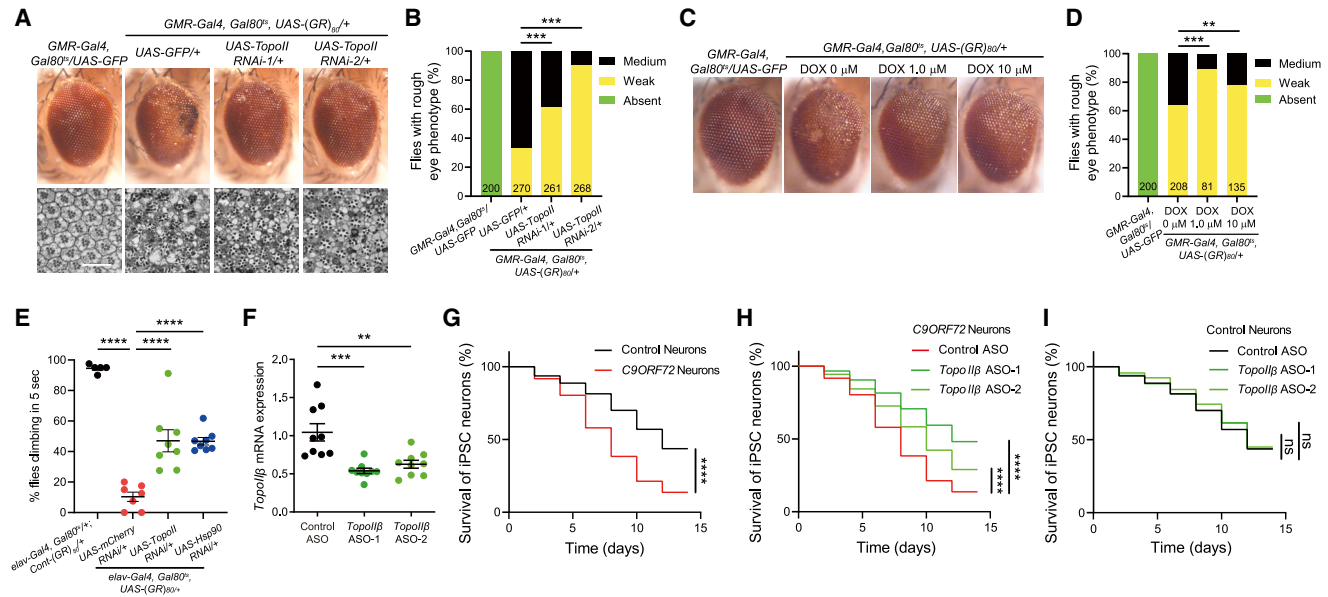 A
GMR-Gal4, Gal80ts, UAS-(GR)80/+
GMR-Gal4,
Gal80ts/UAS-GFP
UAS-GFP/+
UAS-TopoII
RNAi-1/+
UAS-TopoII
RNAi-2/+
B
***
***
Flies with rough
eye phenotype (%)
100
80
60
40
20
0
200
270
261
268
Medium
Weak
Absent
GMR-Gal4,Gal80ts/
UAS-GFP
UAS-GFP/+
UAS-TopoII
RNAi-1/+
UAS-TopoII
RNAi-2/+
GMR-Gal4, Gal80ts,
UAS-(GR)80/+
C
GMR-Gal4,
Gal80ts/UAS-GFP
GMR-Gal4,Gal80ts, UAS-(GR)80/+
DOX 0 μM
DOX 1.0 μM
DOX 10 μM
D
**
***
Flies with rough
eye phenotype (%)
100
80
60
40
20
0
200
208
81
135
Medium
Weak
Absent
GMR-Gal4,
Gal80ts/
UAS-GFP
DOX
0 μM
DOX
1.0 μM
DOX
10 μM
GMR-Gal4, Gal80ts,
UAS-(GR)80/+
E
****
****
****
% flies climbing in 5 sec
100
80
60
40
20
0
elav-Gal4, Gal80ts/+;
Cont-(GR)80/+
UAS-mCherry
RNAi/+
UAS-TopoII
RNAi/+
UAS-Hsp90
RNAi/+
elav-Gal4, Gal80ts,
UAS-(GR)80/+
F
**
***
TopoIIβ mRNA expression
2.0
1.5
1.0
0.5
0.0
Control
ASO
TopoIIβ
ASO-1
TopoIIβ
ASO-2
G
Survival of iPSC neurons (%)
100
50
0
0
5
10
15
Time (days)
Control Neurons
C9ORF72 Neurons
****
H
C9ORF72 Neurons
Control ASO
TopoIIβ ASO-1
TopoIIβ ASO-2
Survival of iPSC neurons (%)
100
50
0
0
5
10
15
Time (days)
****
****
I
Control Neurons
Control ASO
TopoIIβ ASO-1
TopoIIβ ASO-2
Survival of iPSC neurons (%)
100
50
0
0
5
10
15
Time (days)
ns
ns